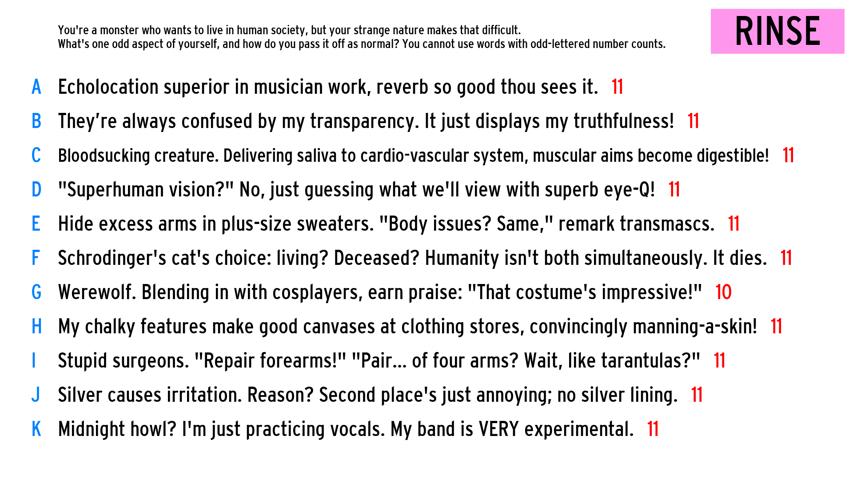 You're a monster who wants to live in human society, but your strange nature makes that difficult.
What's one odd aspect of yourself, and how do you pass it off as normal? You cannot use words with odd-lettered number counts.
RINSE
A Echolocation superior in musician work, reverb so good thou sees it. 11
B They're always confused by my transparency. It just displays my truthfulness! 11
C Bloodsucking creature. Delivering saliva to cardio-vascular system, muscular aims become digestible! 11
D "Superhuman vision?" No, just guessing what we'll view with superb eye-Q! 11
E Hide excess arms in plus-size sweaters. "Body issues? Same," remark transmascs. 11
F Schrodinger's cat's choice: living? Deceased? Humanity isn't both simultaneously. It dies. 11
G Werewolf. Blending in with cosplayers, earn praise: "That costume's impressive!" 10
H My chalky features make good canvases at clothing stores, convincingly manning-a-skin! 11
I Stupid surgeons. "Repair forearms!" "Pair... of four arms? Wait, like tarantulas?" 11
J Silver causes irritation. Reason? Second place's just annoying; no silver lining. 11
K Midnight howl? I'm just practicing vocals. My band is VERY experimental. 11